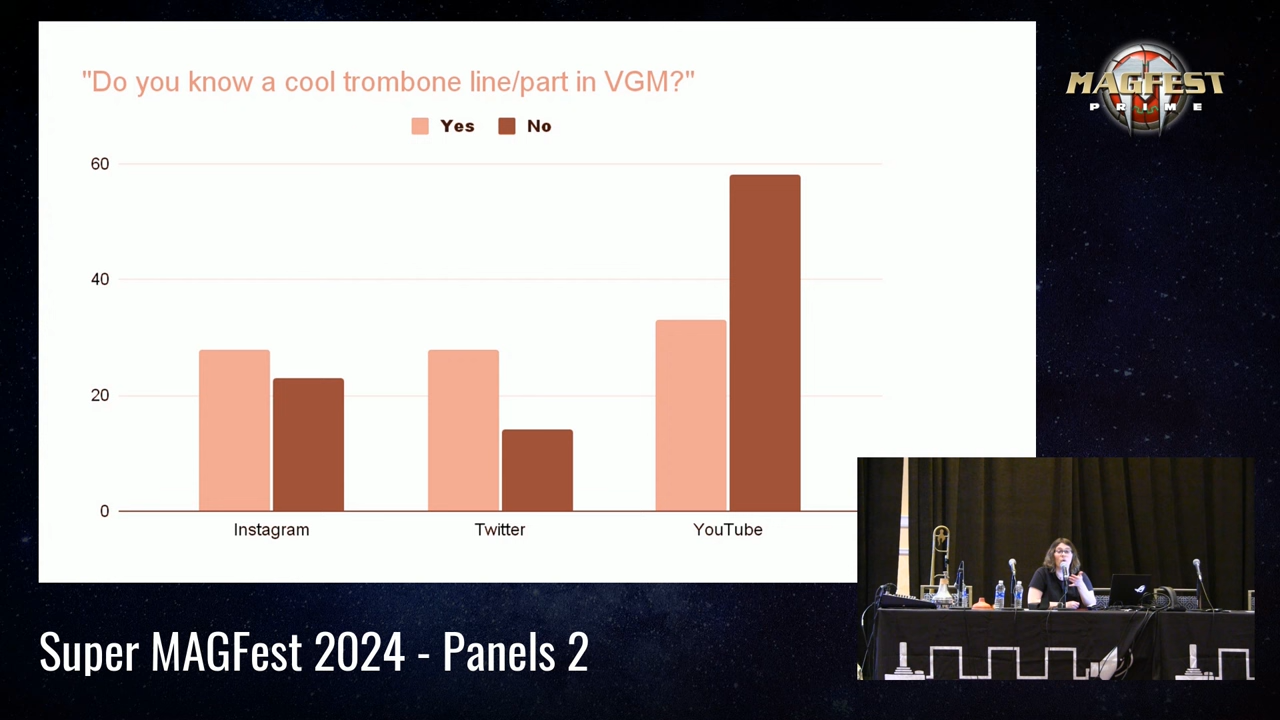 "Do you know a cool trombone line/part in VGM?"
Yes No
60
40
20
0
Instagram Twitter YouTube
MAGFEST
PRIME
Super MAGFest 2024 - Panels 2